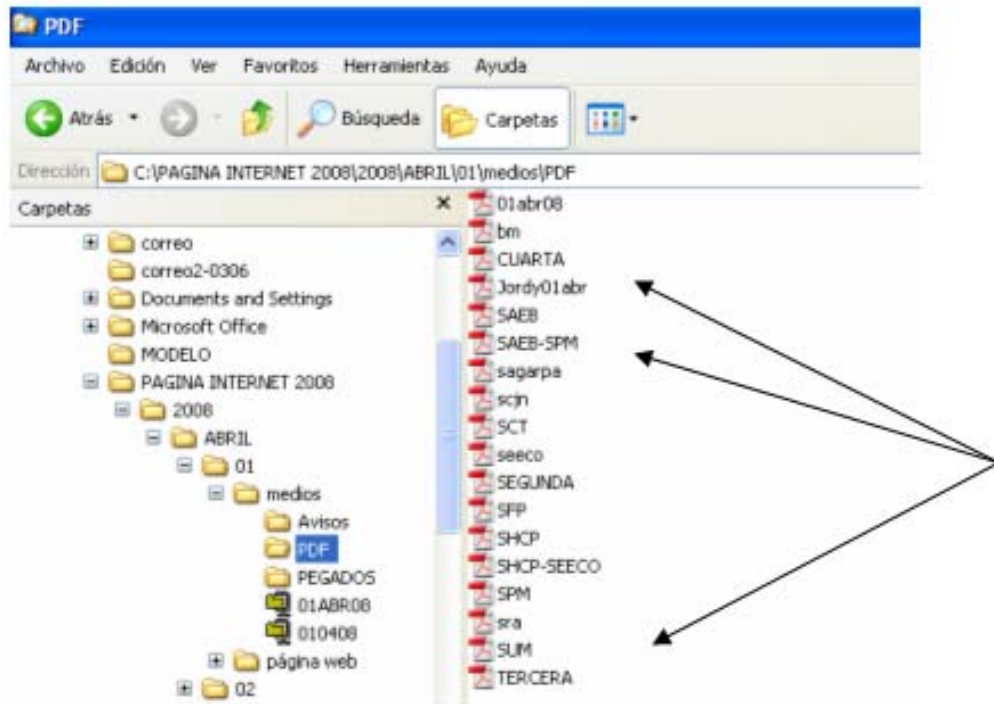 PDF
Archivo Edición Ver Favoritos Herramientas Ayuda
Atrás Búsqueda Carpetas
Dirección C:\PAGINA INTERNET 2008\2008\ABRIL\01\medios\PDF
Carpetas
correo
correo2-0306
Documents and Settings
Microsoft Office
MODELO
PAGINA INTERNET 2008
2008
ABRIL
01
medios
Avisos
PDF
PEGADOS
01ABR08
010408
página web
02
01abr08
bm
CUARTA
Jordy01abr
SAEB
SAEB-SPM
sagarpa
scjn
SCT
seeco
SEGUNDA
SFP
SHCP
SHCP-SEECO
SPM
sra
SUM
TERCERA